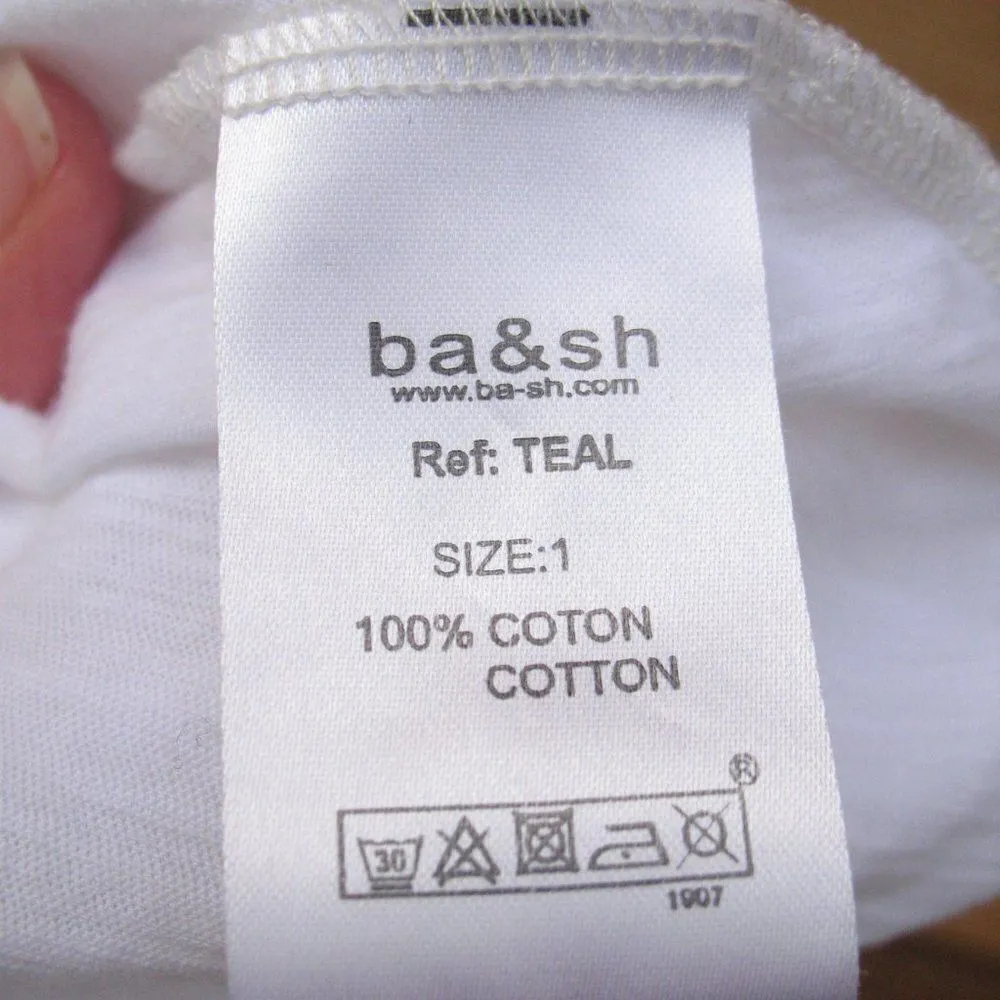 ba&sh
www.ba-sh.com
Ref: TEAL
SIZE:1
100% COTON
COTTON
®
30
1907